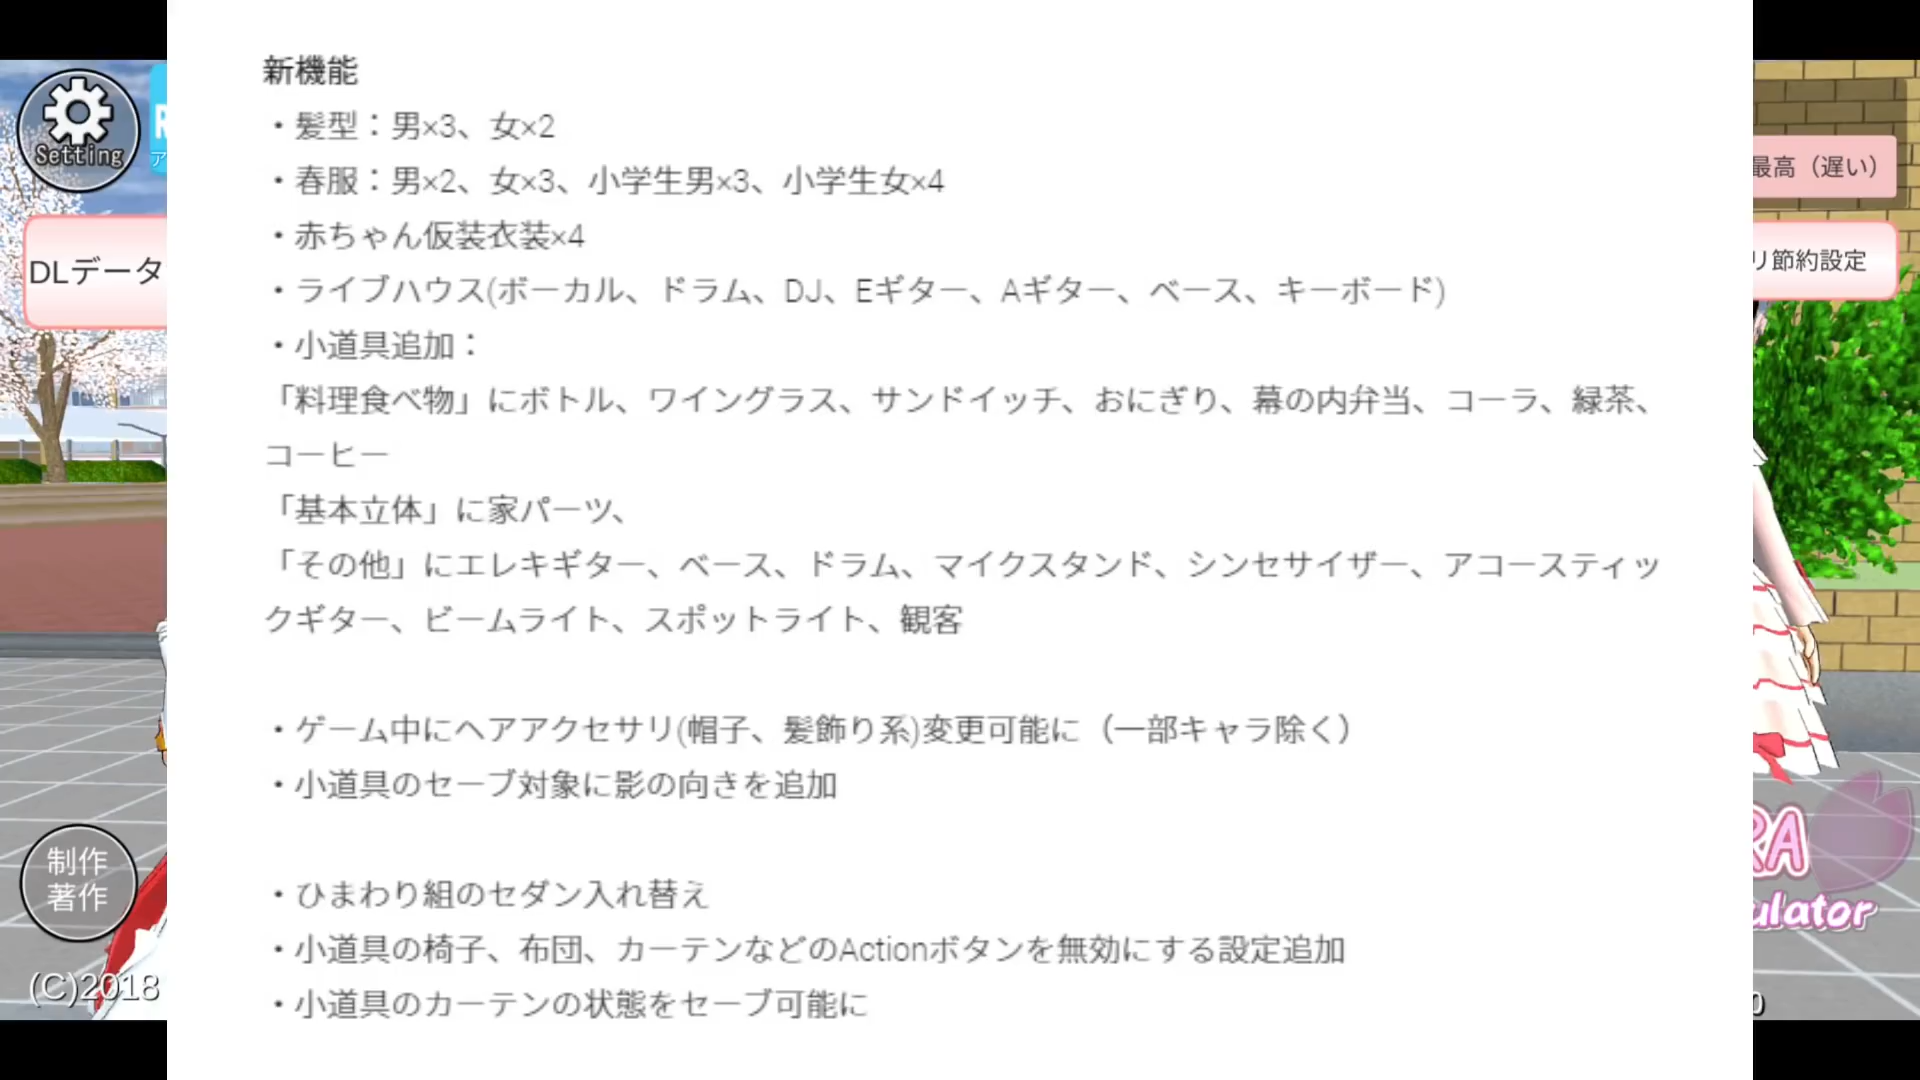 新機能
・髪型：男×3、女×2
・春服：男×2、女×3、小学生男×3、小学生女×4
・赤ちゃん仮装衣装×4
・ライブハウス(ボーカル、ドラム、DJ、Eギター、Aギター、ベース、キーボード)
・小道具追加：
「料理食べ物」にボトル、ワイングラス、サンドイッチ、おにぎり、幕の内弁当、コーラ、緑茶、
コーヒー
「基本立体」に家パーツ、
「その他」にエレキギター、ベース、ドラム、マイクスタンド、シンセサイザー、アコースティッ
クギター、ビームライト、スポットライト、観客
・ゲーム中にヘアアクセサリ(帽子、髪飾り系)変更可能に（一部キャラ除く）
・小道具のセーブ対象に影の向きを追加
・ひまわり組のセダン入れ替え
・小道具の椅子、布団、カーテンなどのActionボタンを無効にする設定追加
・小道具のカーテンの状態をセーブ可能に
Setting
DLデータ
制作
著作
(C)2018
最高（遅い）
リ節約設定
RA
ulator
0